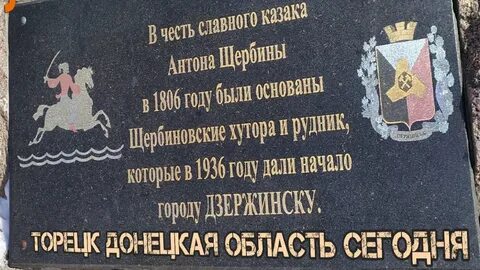 В честь славного казака
Антона Щербины
в 1806 году были основаны
Щербиновские хутора и рудник,
которые в 1936 году дали начало
городу ДЗЕРЖИНСКУ.
ТОРЕЦК ДОНЕЦКАЯ ОБЛАСТЬ СЕГОДНЯ